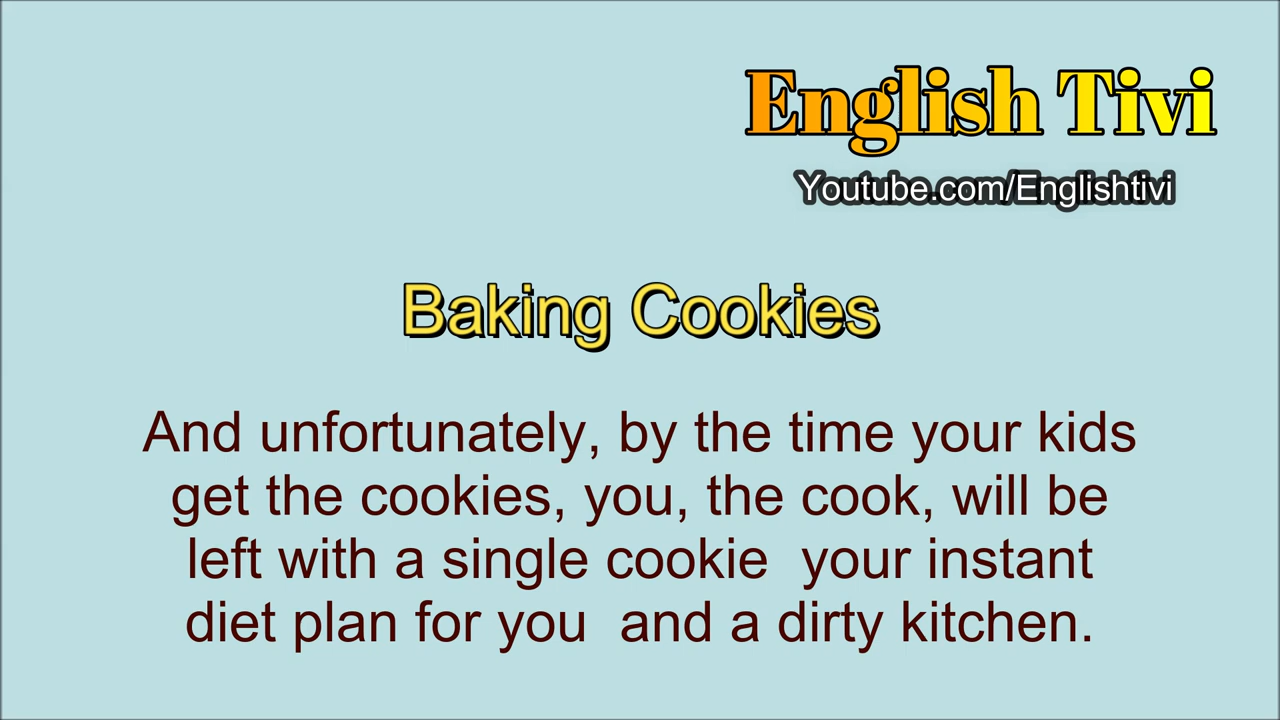 English Tivi
Youtube.com/Englishtivi
Baking Cookies
And unfortunately, by the time your kids
get the cookies, you, the cook, will be
left with a single cookie  your instant
diet plan for you  and a dirty kitchen.